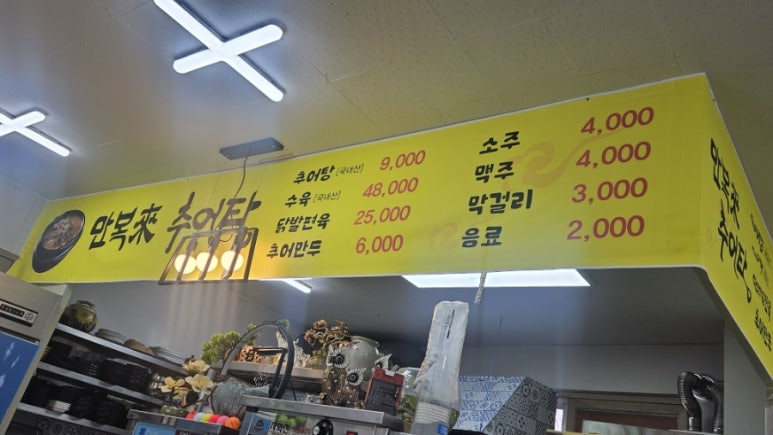 만복來 추어탕
추어탕 [국내산] 9,000
수육 [국내산] 48,000
닭발편육 25,000
추어만두 6,000
소주 4,000
맥주 4,000
막걸리 3,000
음료 2,000
만복來
추어탕